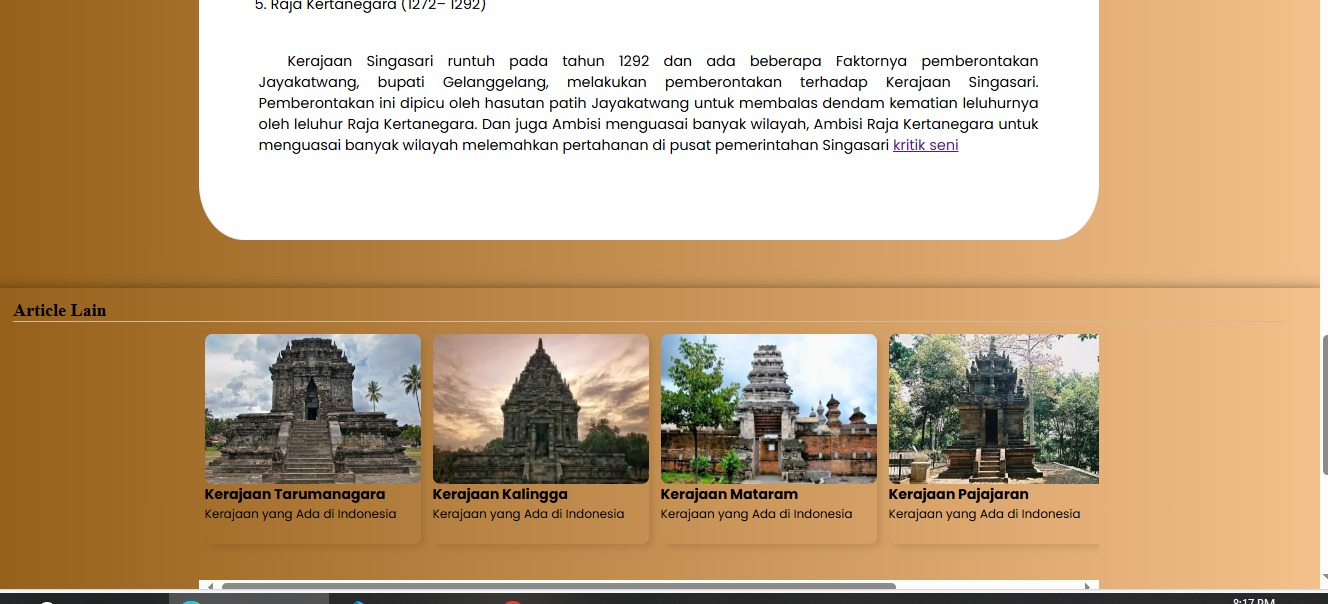 5. Raja Kertanegara (1272– 1292)
Kerajaan Singasari runtuh pada tahun 1292 dan ada beberapa Faktornya pemberontakan
Jayakatwang, bupati Gelanggelang, melakukan pemberontakan terhadap Kerajaan Singasari.
Pemberontakan ini dipicu oleh hasutan patih Jayakatwang untuk membalas dendam kematian leluhurnya
oleh leluhur Raja Kertanegara. Dan juga Ambisi menguasai banyak wilayah, Ambisi Raja Kertanegara untuk
menguasai banyak wilayah melemahkan pertahanan di pusat pemerintahan Singasari kritik seni
Article Lain
Kerajaan Tarumanagara
Kerajaan yang Ada di Indonesia
Kerajaan Kalingga
Kerajaan yang Ada di Indonesia
Kerajaan Mataram
Kerajaan yang Ada di Indonesia
Kerajaan Pajajaran
Kerajaan yang Ada di Indonesia
8:17 PM